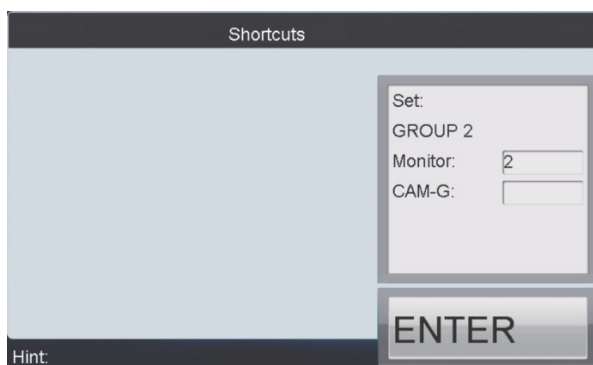 Shortcuts
Set:
GROUP 2
Monitor: 2
CAM-G:
ENTER
Hint: